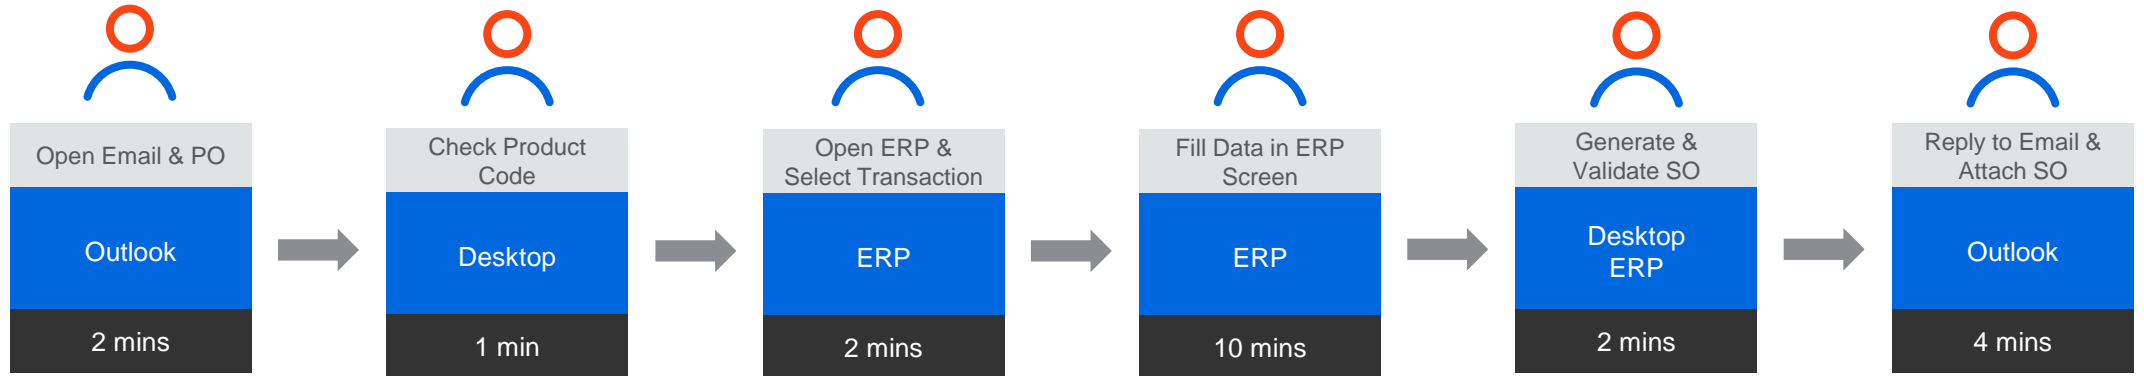 Open Email & PO
Outlook
2 mins
Check Product
Code
Desktop
1 min
Open ERP &
Select Transaction
ERP
2 mins
Fill Data in ERP
Screen
ERP
10 mins
Generate &
Validate SO
Desktop
ERP
2 mins
Reply to Email &
Attach SO
Outlook
4 mins